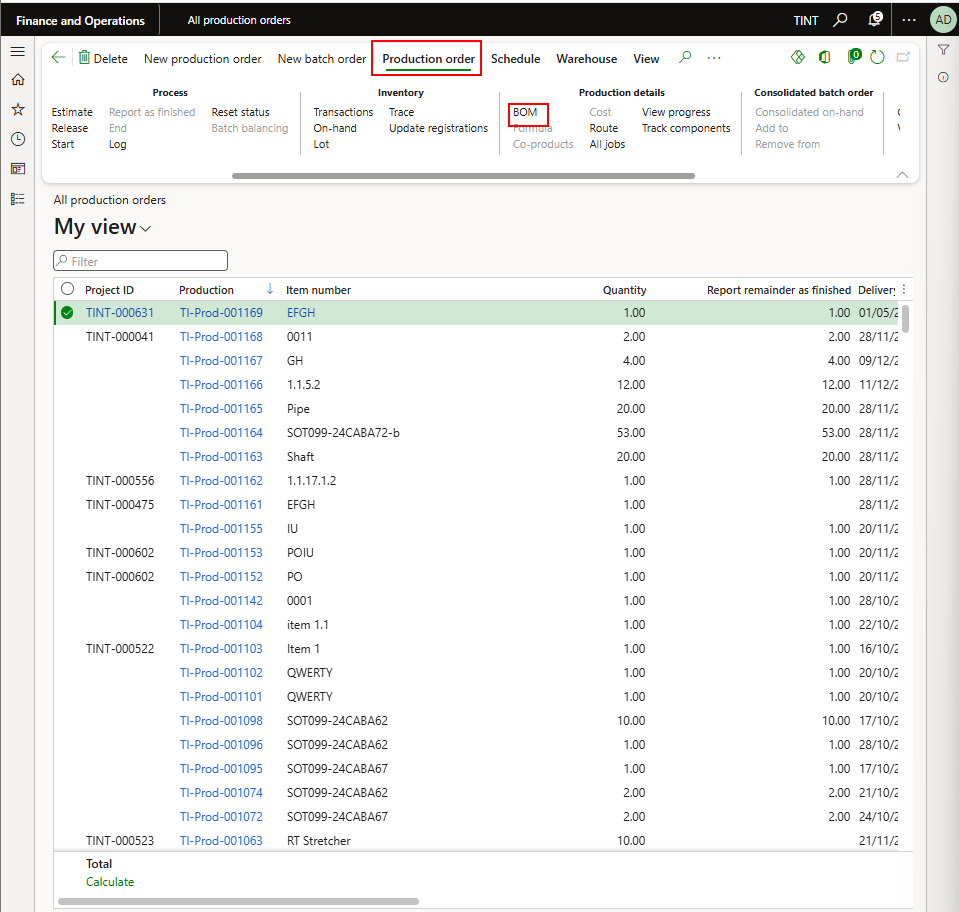 Finance and Operations All production orders TINT 5 AD
Delete New production order New batch order Production order Schedule Warehouse View 0
Process Inventory Production details Consolidated batch order
Estimate Report as finished Reset status Transactions Trace BOM Cost View progress Consolidated on-hand
Release End Batch balancing On-hand Update registrations Formula Route Track components Add to
Start Log Lot Co-products All jobs Remove from
All production orders
My view
Filter
Project ID Production Item number Quantity Report remainder as finished Delivery
TINT-000631 TI-Prod-001169 EFGH 1.00 1.00 01/05/2
TINT-000041 TI-Prod-001168 0011 2.00 2.00 28/11/2
TI-Prod-001167 GH 4.00 4.00 09/12/2
TI-Prod-001166 1.1.5.2 12.00 12.00 11/12/2
TI-Prod-001165 Pipe 20.00 20.00 28/11/2
TI-Prod-001164 SOT099-24CABA72-b 53.00 53.00 28/11/2
TI-Prod-001163 Shaft 20.00 20.00 28/11/2
TINT-000556 TI-Prod-001162 1.1.17.1.2 1.00 1.00 28/11/2
TINT-000475 TI-Prod-001161 EFGH 1.00 28/11/2
TI-Prod-001155 IU 1.00 1.00 20/11/2
TINT-000602 TI-Prod-001153 POIU 1.00 1.00 20/11/2
TINT-000602 TI-Prod-001152 PO 1.00 1.00 20/11/2
TI-Prod-001142 0001 1.00 1.00 28/10/2
TI-Prod-001104 item 1.1 1.00 1.00 22/10/2
TINT-000522 TI-Prod-001103 Item 1 1.00 1.00 16/10/2
TI-Prod-001102 QWERTY 1.00 1.00 20/10/2
TI-Prod-001101 QWERTY 1.00 1.00 20/10/2
TI-Prod-001098 SOT099-24CABA62 10.00 10.00 17/10/2
TI-Prod-001096 SOT099-24CABA62 1.00 1.00 28/10/2
TI-Prod-001095 SOT099-24CABA67 1.00 1.00 17/10/2
TI-Prod-001074 SOT099-24CABA62 2.00 2.00 21/10/2
TI-Prod-001072 SOT099-24CABA67 2.00 2.00 24/10/2
TINT-000523 TI-Prod-001063 RT Stretcher 10.00 21/11/2
Total
Calculate